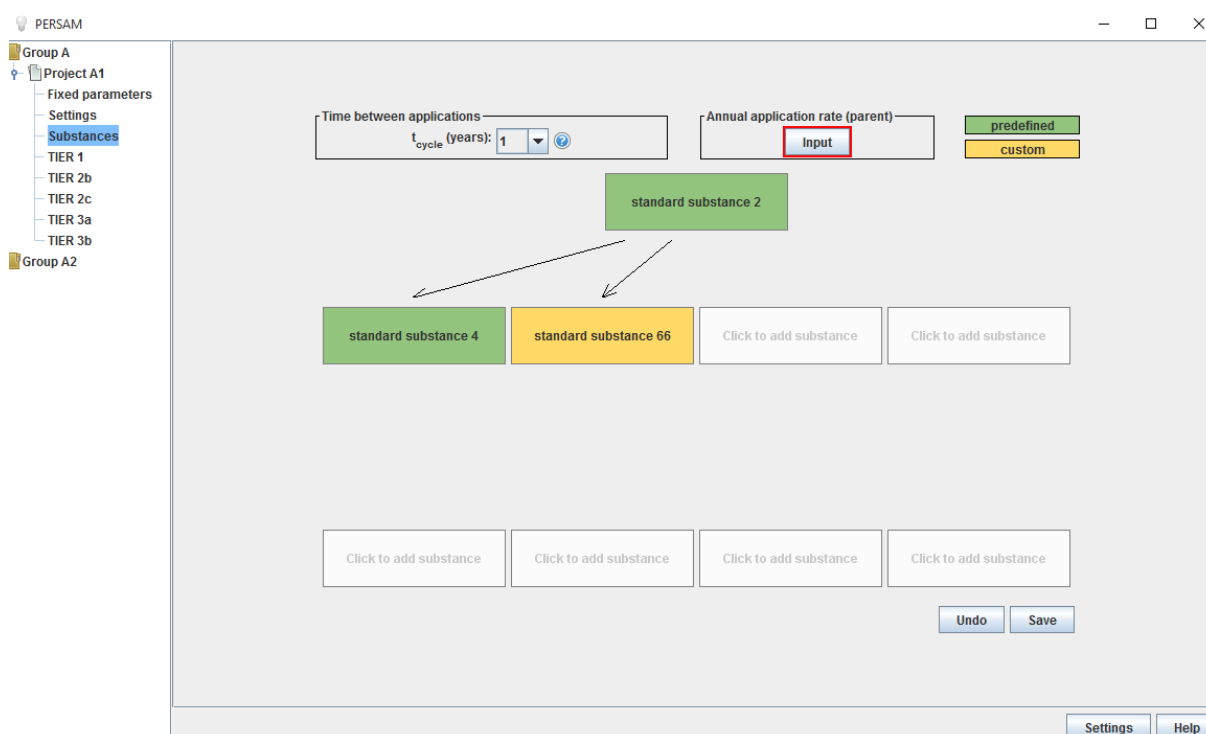 PERSAM
Group A
Project A1
Fixed parameters
Settings
Substances
TIER 1
TIER 2b
TIER 2c
TIER 3a
TIER 3b
Group A2
Time between applications
t_cycle (years): 1
Annual application rate (parent)
Input
predefined
custom
standard substance 2
standard substance 4
standard substance 66
Click to add substance
Click to add substance
Click to add substance
Click to add substance
Click to add substance
Click to add substance
Undo
Save
Settings
Help